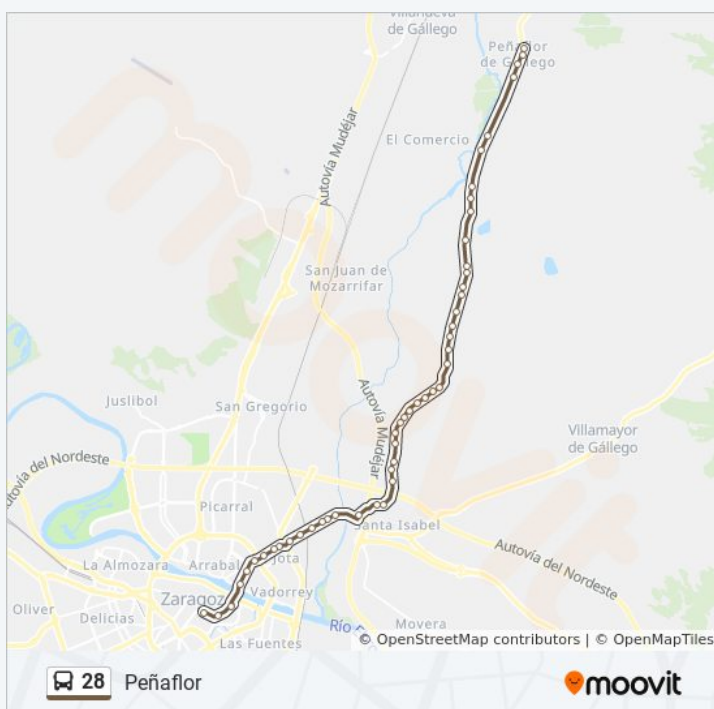 Villanueva
de Gállego
Peñaflor
de Gállego
El Comercio
Autovía Mudéjar
San Juan de
Mozarrifar
Juslibol
San Gregorio
Autovía Mudéjar
Villamayor
de Gállego
Autovía del Nordeste
Picarral
Santa Isabel
La Almozara
Arrabal
Jota
Autovía del Nordeste
Zaragoz
Vadorrey
Oliver
Delicias
Movera
Las Fuentes
Río
© OpenStreetMap contributors | © OpenMapTiles
28 Peñaflor
moovit